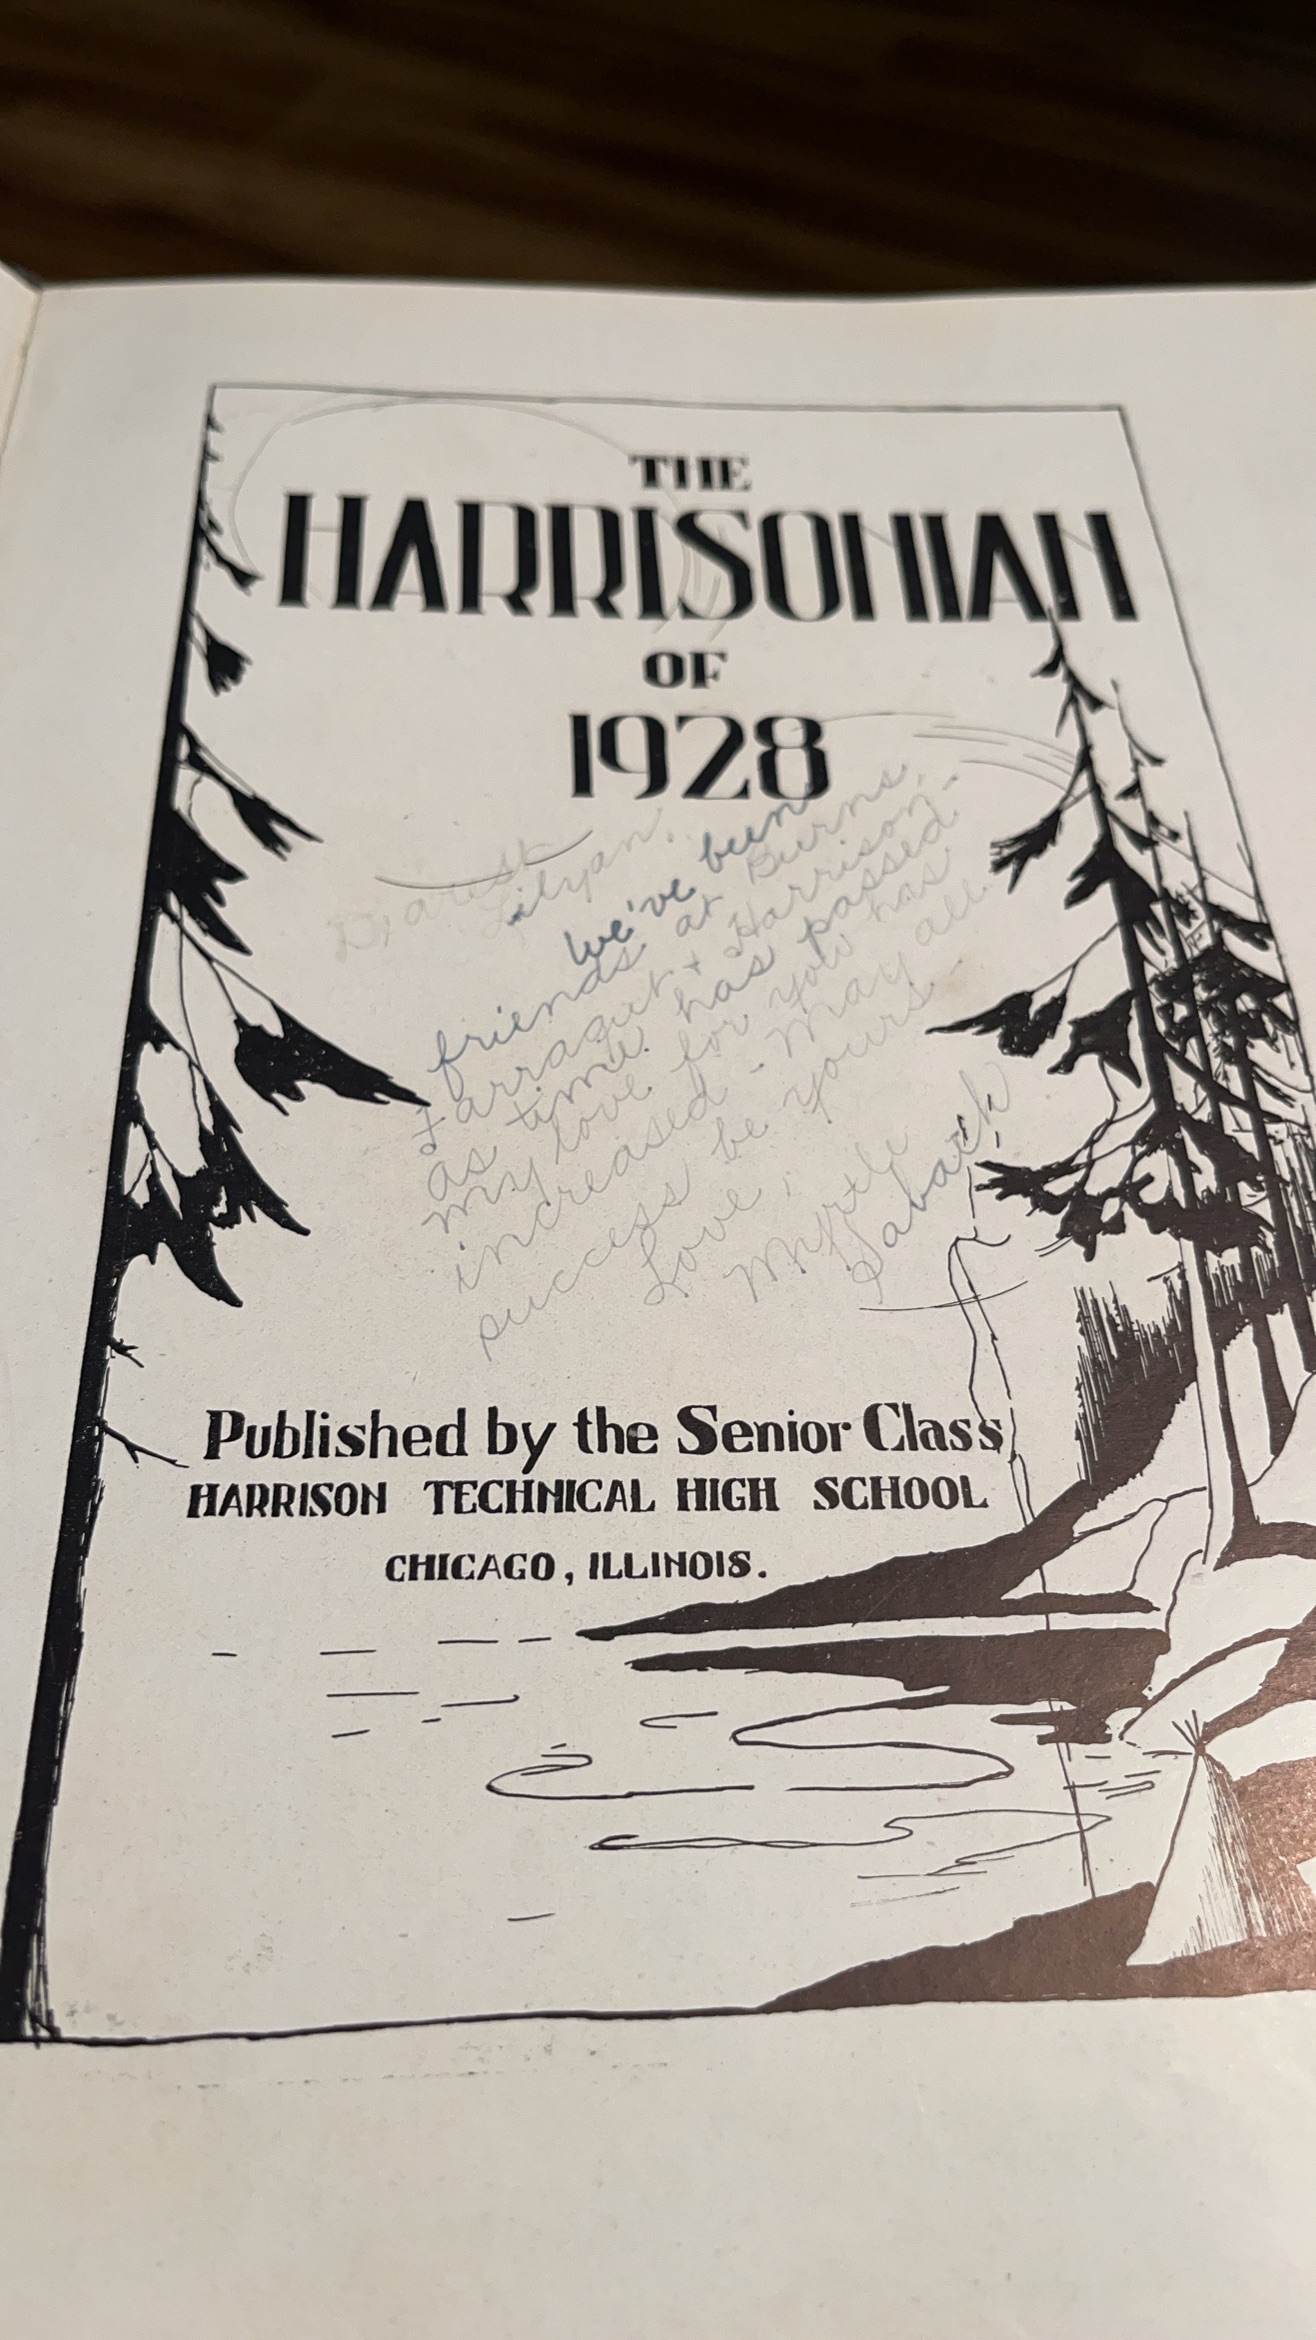 THE
HARRISONIAN
OF
1928
Dearest
Lilyan:
We've been
friends at Burns,
Farragut + Harrison -
as time has passed
my love for you has
increased - May all
success be yours
Love,
Myrtle
Sabath
Published by the Senior Class
HARRISON TECHNICAL HIGH SCHOOL
CHICAGO, ILLINOIS.